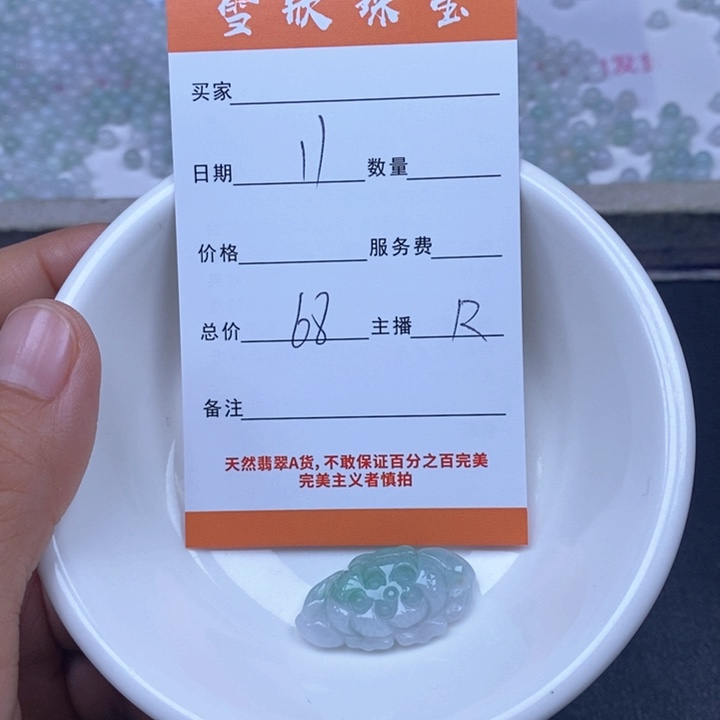 雪欣珠宝
买家
日期 11 数量
价格 服务费
总价 68 主播 R
备注
天然翡翠A货,不敢保证百分之百完美
完美主义者慎拍